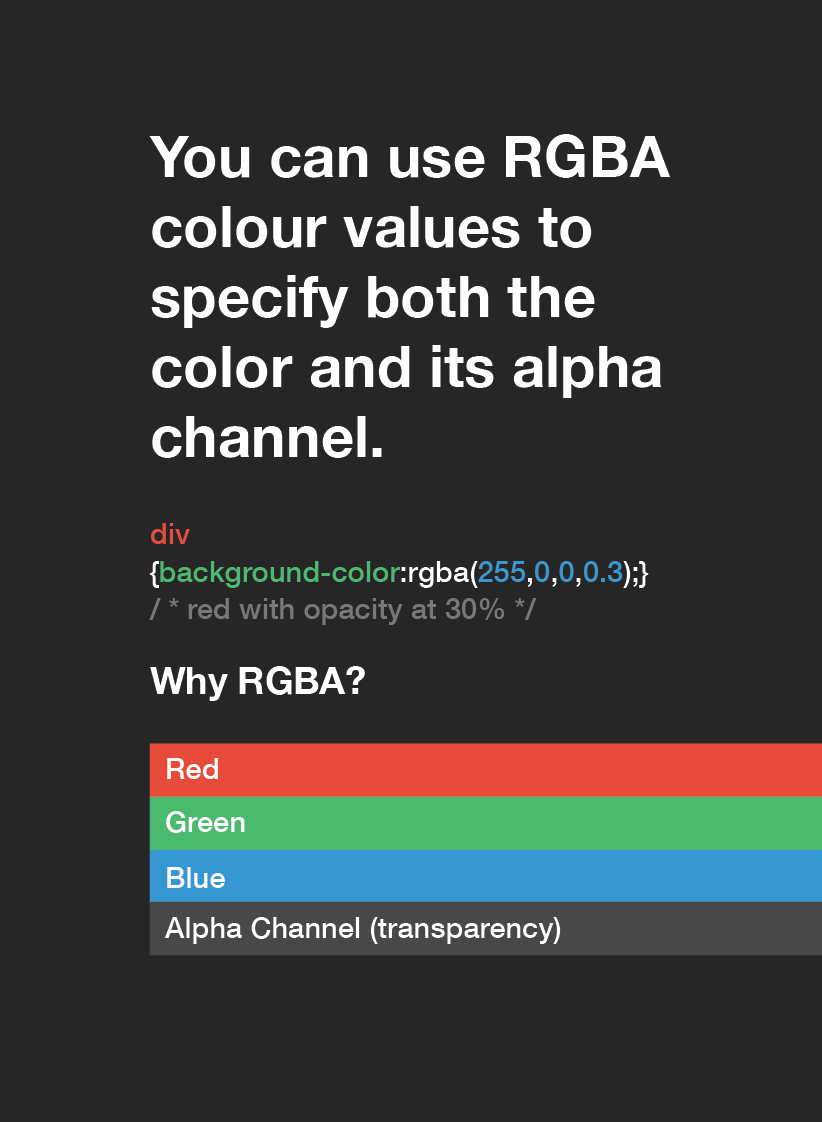 You can use RGBA
colour values to
specify both the
color and its alpha
channel.
div
{background-color:rgba(255,0,0,0.3);}
/ * red with opacity at 30% */
Why RGBA?
Red
Green
Blue
Alpha Channel (transparency)